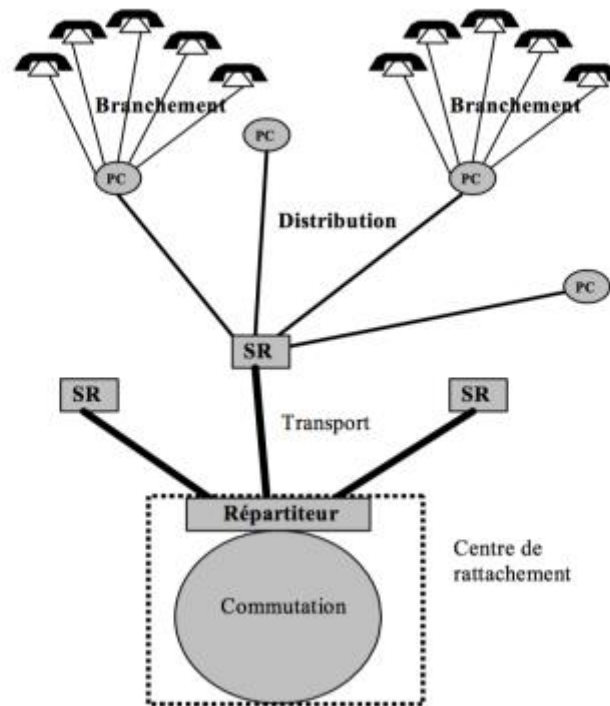 Branchement
Branchement
PC
PC
PC
Distribution
PC
SR
SR
SR
Transport
Répartiteur
Centre de
rattachement
Commutation